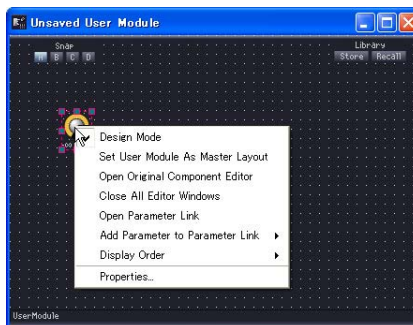 Unsaved User Module
Snap
A B C D
Library
Store Recall
Design Mode
Set User Module As Master Layout
Open Original Component Editor
Close All Editor Windows
Open Parameter Link
Add Parameter to Parameter Link
Display Order
Properties...
UserModule